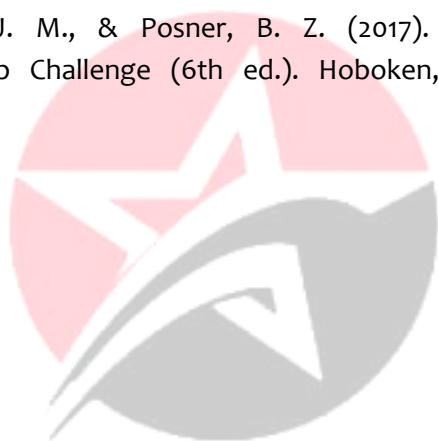 J. M., & Posner, B. Z. (2017).
Challenge (6th ed.). Hoboken,